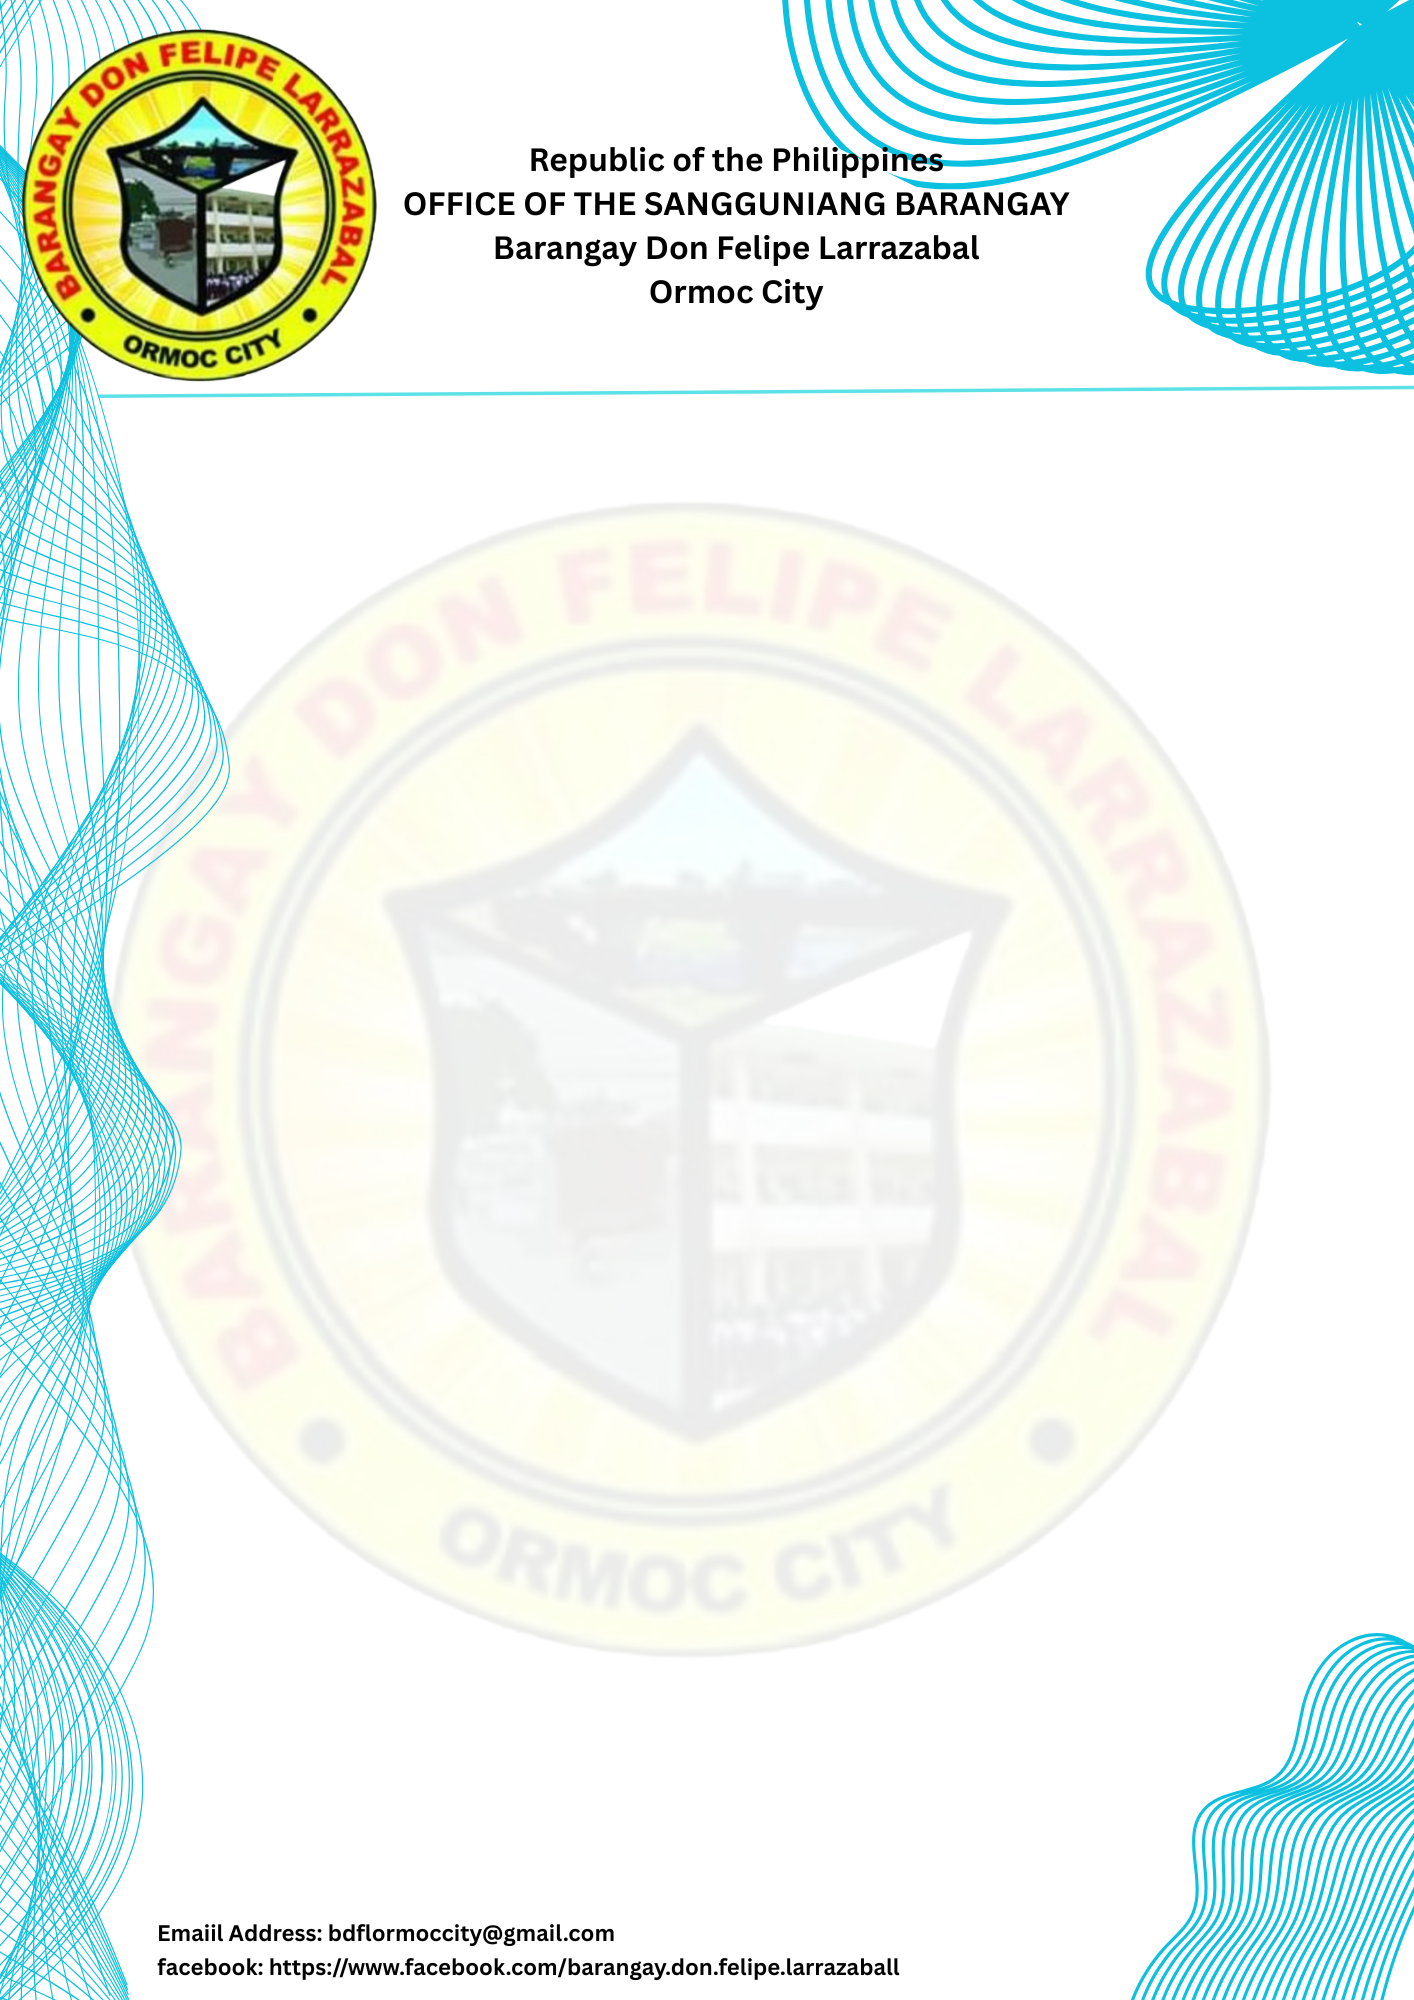 BARANGAY DON FELIPE LARRAZABAL
ORMOC CITY
Republic of the Philippines
OFFICE OF THE SANGGUNIANG BARANGAY
Barangay Don Felipe Larrazabal
Ormoc City
BARANGAY DON FELIPE LARRAZABAL
ORMOC CITY
Emaiil Address: bdflormoccity@gmail.com
facebook: https://www.facebook.com/barangay.don.felipe.larrazaball